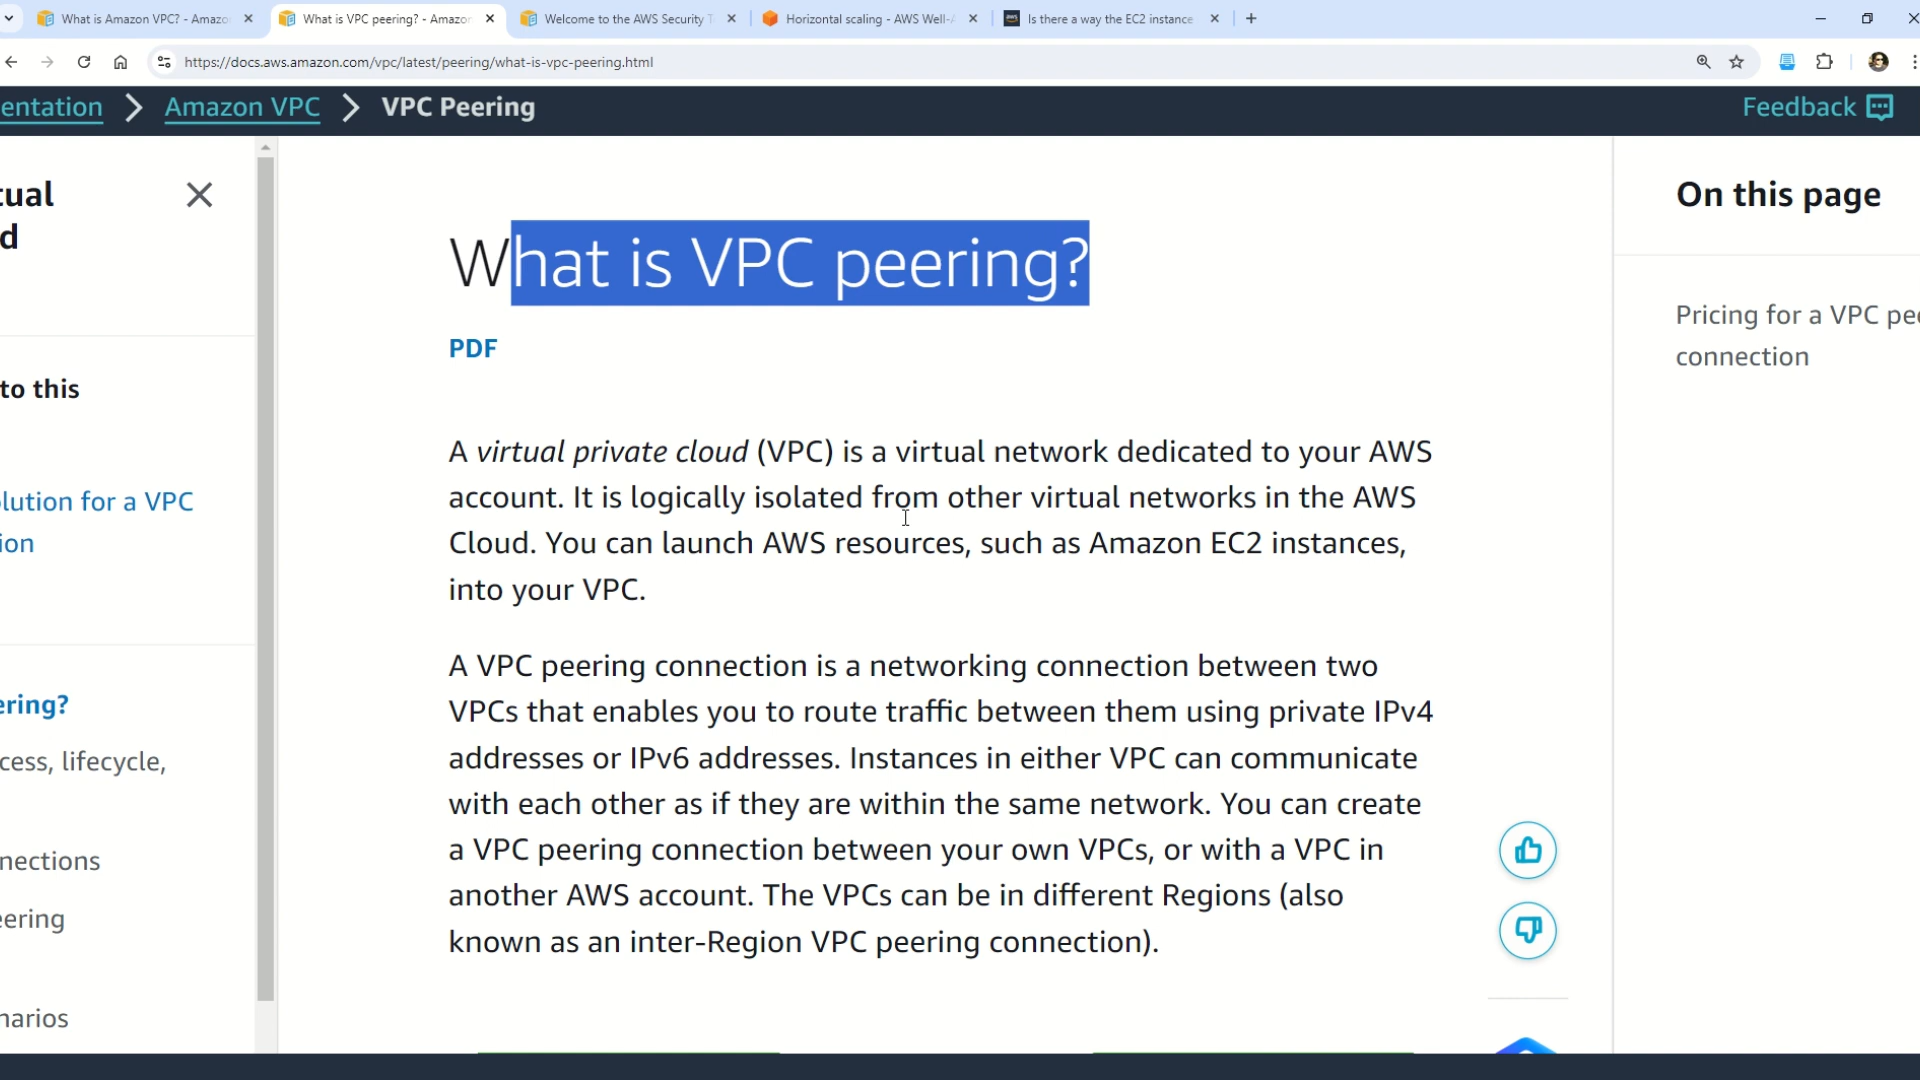 What is Amazon VPC? - Amazo
What is VPC peering? - Amazon
Welcome to the AWS Security T
Horizontal scaling - AWS Well-A
Is there a way the EC2 instance
https://docs.aws.amazon.com/vpc/latest/peering/what-is-vpc-peering.html
entation > Amazon VPC > VPC Peering
Feedback
tual
d
to this
olution for a VPC
ion
ering?
cess, lifecycle,
nnections
eering
narios
What is VPC peering?
PDF
A virtual private cloud (VPC) is a virtual network dedicated to your AWS
account. It is logically isolated from other virtual networks in the AWS
Cloud. You can launch AWS resources, such as Amazon EC2 instances,
into your VPC.
A VPC peering connection is a networking connection between two
VPCs that enables you to route traffic between them using private IPv4
addresses or IPv6 addresses. Instances in either VPC can communicate
with each other as if they are within the same network. You can create
a VPC peering connection between your own VPCs, or with a VPC in
another AWS account. The VPCs can be in different Regions (also
known as an inter-Region VPC peering connection).
On this page
Pricing for a VPC pee
connection